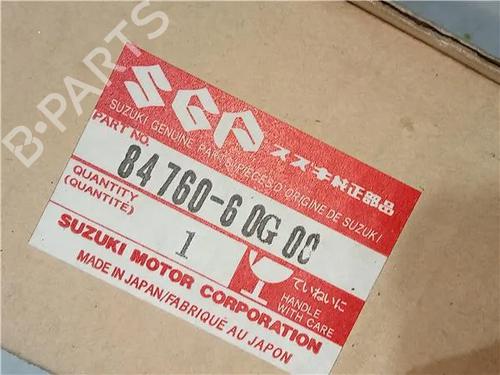 SGP
SUZUKI GENUINE PARTS/PIECES D'ORIGINE DE SUZUKI
スズキ純正部品
PART NO.
84760-60G00
QUANTITY
(QUANTITÉ)
1
ていねいに
HANDLE
WITH CARE
SUZUKI MOTOR CORPORATION
MADE IN JAPAN/FABRIQUÉ AU JAPON
B-PARTS